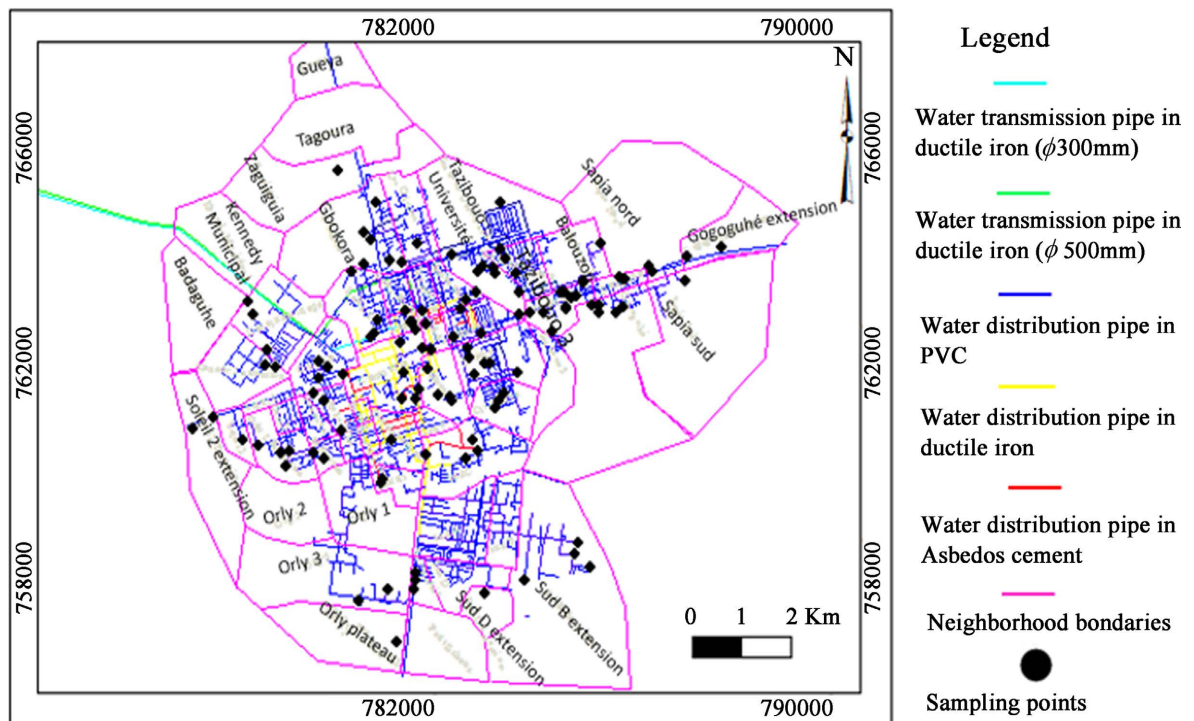 782000
790000
Legend
N
Water transmission pipe in
ductile iron (ϕ300mm)
Water transmission pipe in
ductile iron (ϕ 500mm)
Water distribution pipe in
PVC
Water distribution pipe in
ductile iron
Water distribution pipe in
Asbedos cement
Neighborhood bondaries
Sampling points
766000
762000
758000
766000
762000
758000
Gueya
Tagoura
Zaguiguia
Kennedy
Municipal
Badaguhe
Gbokora
Université
Tazibouo
Tazibouo 2
Balouzon
Sapia nord
Gogoguhé extension
Sapia sud
Soleil 2 extension
Orly 2
Orly 1
Orly 3
Orly plateau
Sud D extension
Sud B extension
0 1 2 Km
782000
790000